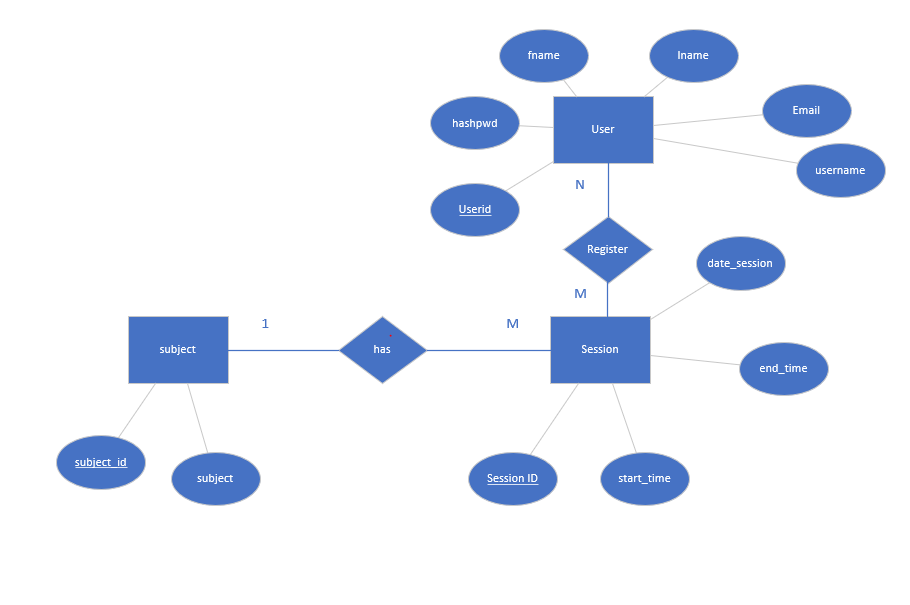 fname
lname
hashpwd
User
Email
username
Userid
N
Register
M
date_session
subject
1
has
M
Session
end_time
subject_id
subject
Session ID
start_time